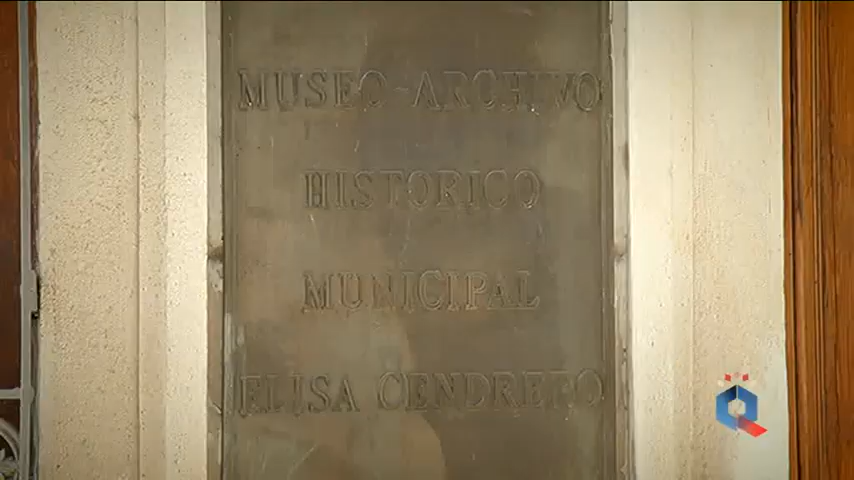 MUSEO-ARCHIVO
HISTORICO
MUNICIPAL
ELISA CENDRERO